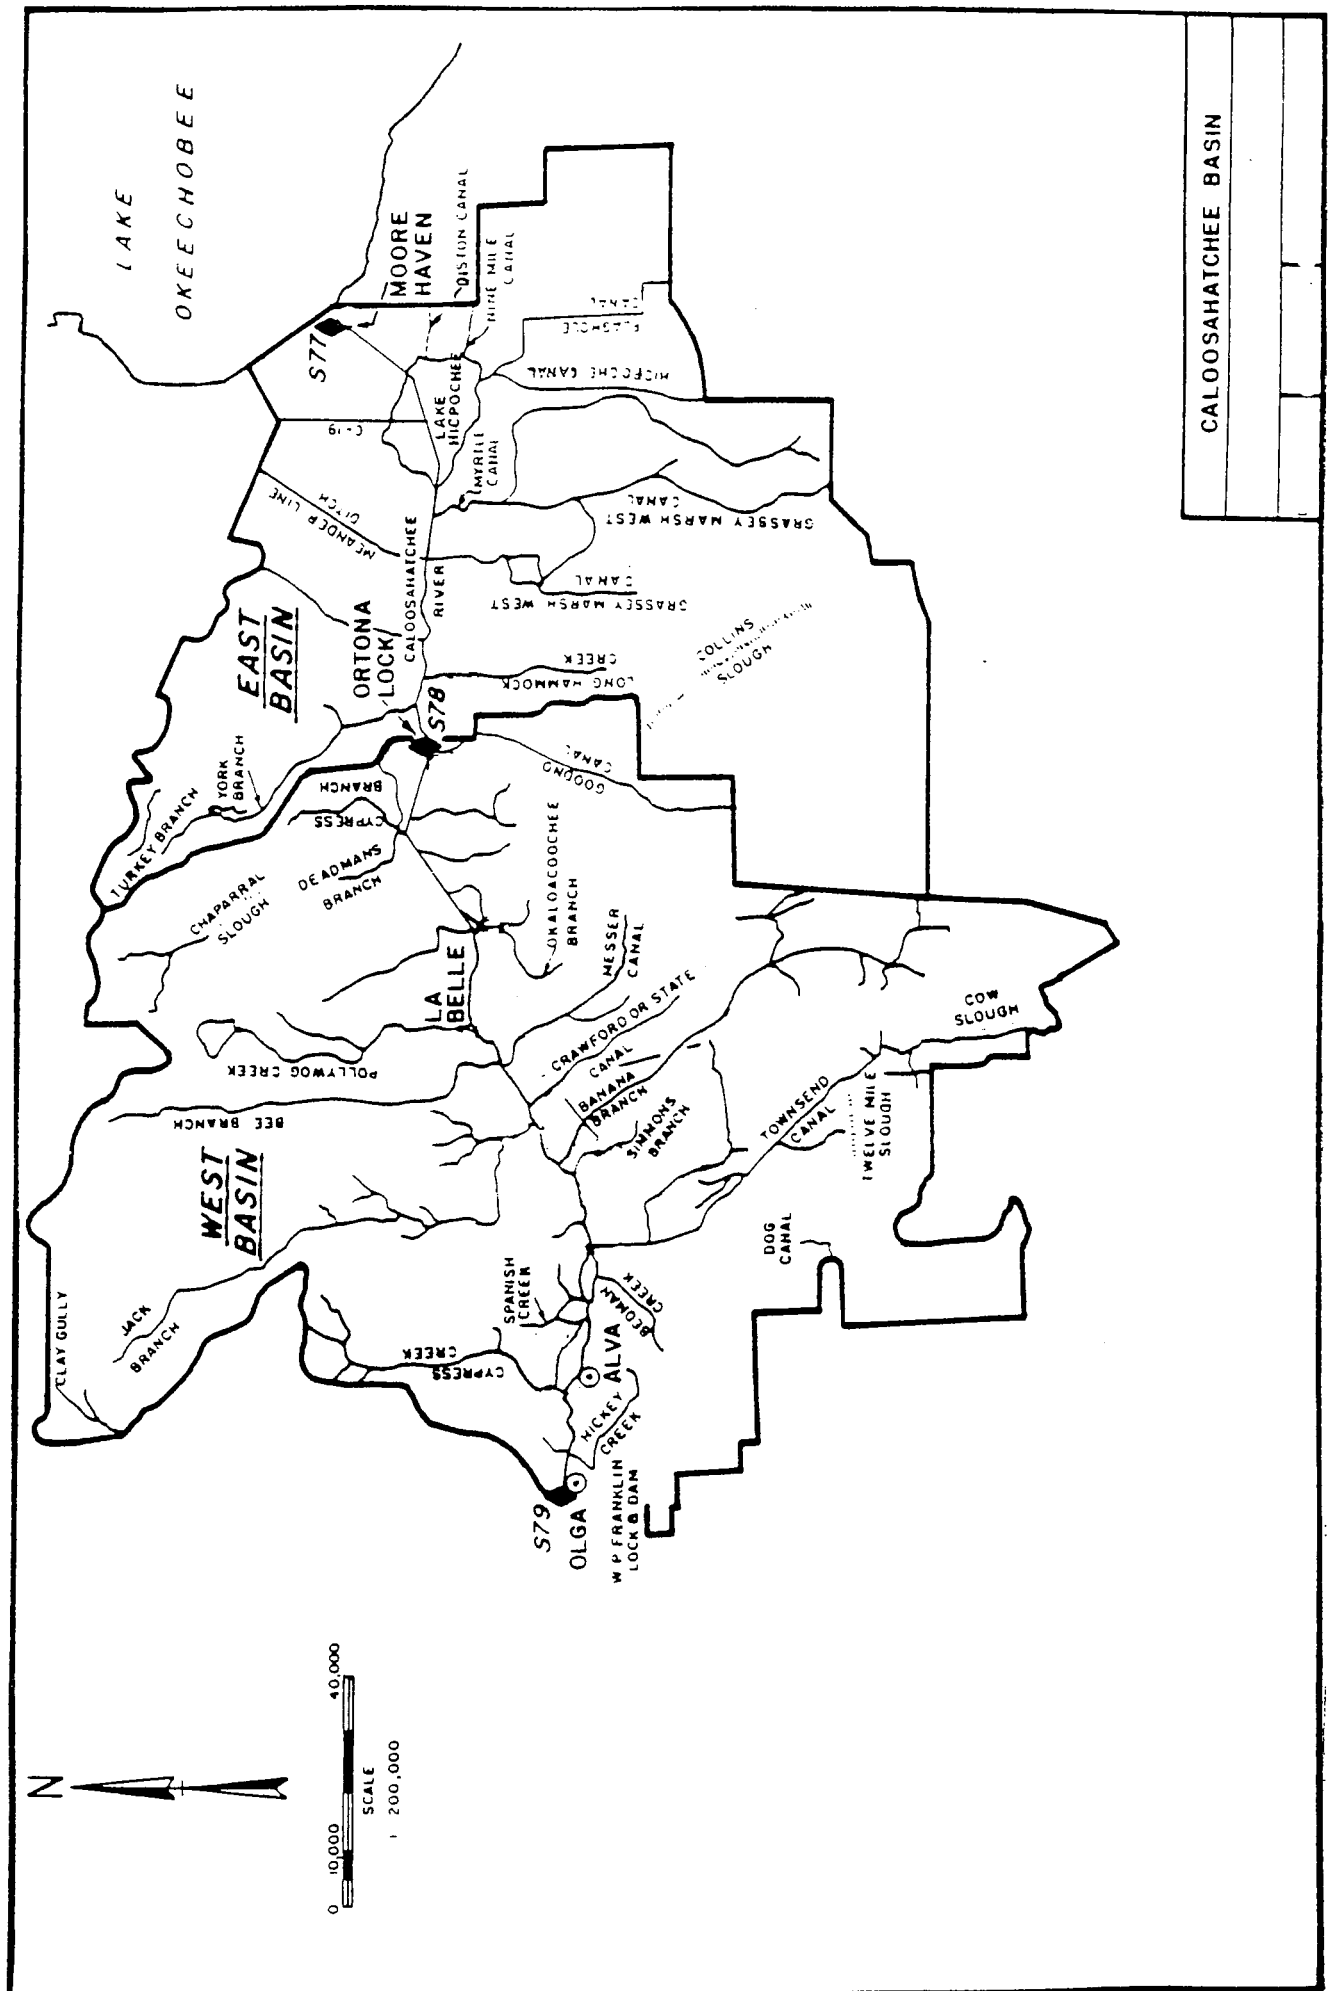 LAKE
OKEECHOBEE
S77
MOORE
HAVEN
DISTON CANAL
NINE MILE
CANAL
C-19
LAKE
HICPOCHEE
HICPOCHEE CANAL
CANAL
MYRTLE
CANAL
MEANDER LINE
DITCH
CALOOSAHATCHEE
RIVER
GRASSEY MARSH WEST
CANAL
GRASSEY MARSH WEST
CANAL
EAST
BASIN
ORTONA
LOCK
S78
LONG HAMMOCK
CREEK
COLLINS
SLOUGH
YORK
BRANCH
TURKEY BRANCH
CYPRESS
BRANCH
GOODNO
CANAL
DEADMANS
BRANCH
CHAPARRAL
SLOUGH
OKALOACOOCHEE
BRANCH
LA
BELLE
MESSER
CANAL
CRAWFORD OR STATE
CANAL
POLLYWOG CREEK
BEE BRANCH
BANANA
BRANCH
SIMMONS
BRANCH
COW
SLOUGH
TOWNSEND
CANAL
TWELVE MILE
SLOUGH
WEST
BASIN
DOG
CANAL
JACK
BRANCH
CLAY GULLY
SPANISH
CREEK
BEDMAN
CREEK
CYPRESS
CREEK
ALVA
HICKEY
CREEK
S79
OLGA
W.P. FRANKLIN
LOCK & DAM
N
0 10,000 40,000
SCALE
1 200,000
CALOOSAHATCHEE BASIN